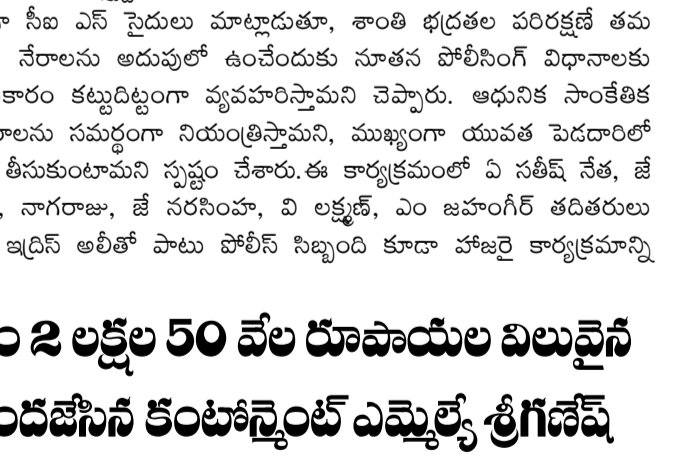 సీఐ ఎస్ సైదులు మాట్లాడుతూ, శాంతి భద్రతల పరిరక్షణే తమ
నేరాలను అదుపులో ఉంచేందుకు నూతన పోలీసింగ్ విధానాలకు
కారం కట్టుదిట్టంగా వ్యవహరిస్తామని చెప్పారు. ఆధునిక సాంకేతిక
లను సమర్థంగా నియంత్రిస్తామని, ముఖ్యంగా యువత పెడదారిలో
తీసుకుంటామని స్పష్టం చేశారు.ఈ కార్యక్రమంలో ఏ సతీష్ నేత, జే
, నాగరాజు, జే నరసింహ, వి లక్ష్మణ్, ఎం జహంగీర్ తదితరులు
ఇద్రిస్ అలీతో పాటు పోలీస్ సిబ్బంది కూడా హాజరై కార్యక్రమాన్ని
2 లక్షల 50 వేల రూపాయల విలువైన
ందజేసిన కంటోన్మెంట్ ఎమ్మెల్యే శ్రీగణేష్